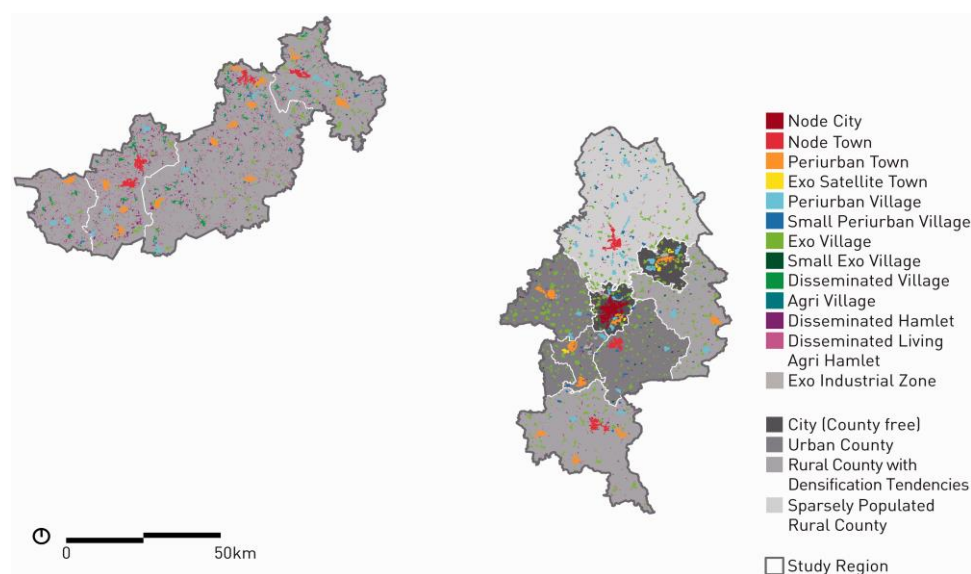 Node City
Node Town
Periurban Town
Exo Satellite Town
Periurban Village
Small Periurban Village
Exo Village
Small Exo Village
Disseminated Village
Agri Village
Disseminated Hamlet
Disseminated Living
Agri Hamlet
Exo Industrial Zone
City (County free)
Urban County
Rural County with
Densification Tendencies
Sparsely Populated
Rural County
Study Region
0 50km